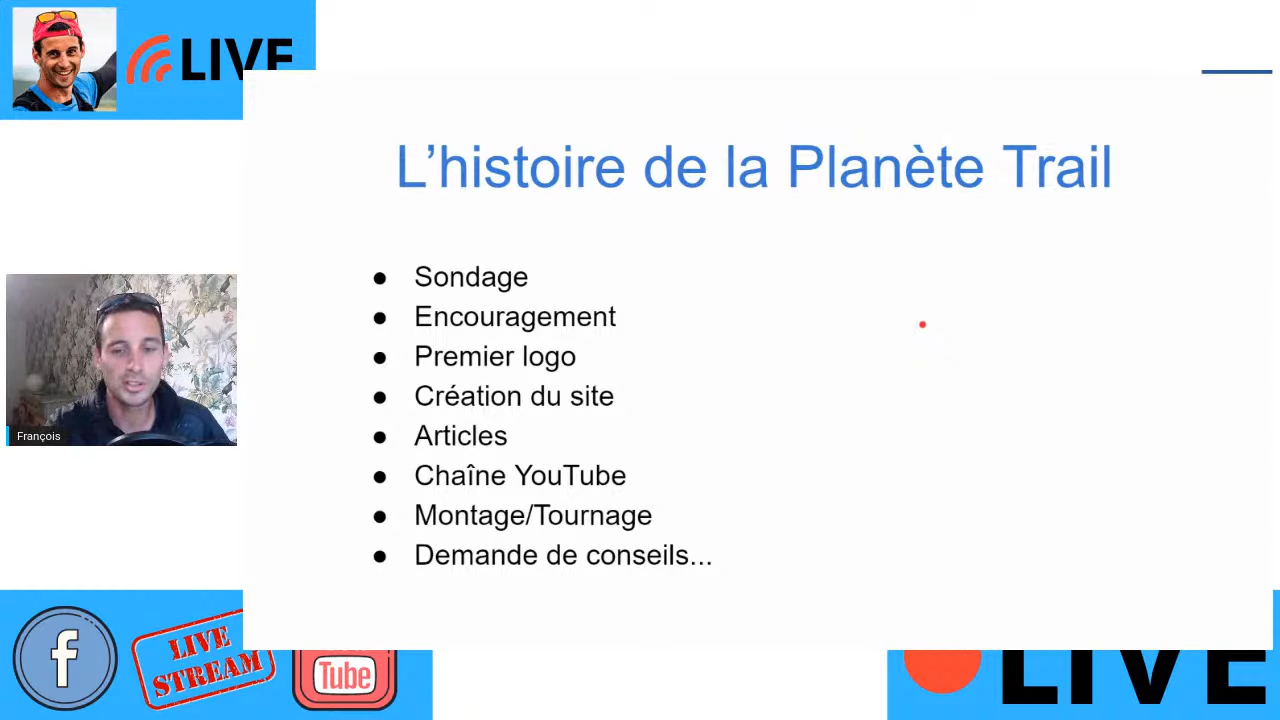 LIVE
L’histoire de la Planète Trail
● Sondage
● Encouragement
● Premier logo
● Création du site
● Articles
● Chaîne YouTube
● Montage/Tournage
● Demande de conseils...
François
f
LIVE
STREAM
Tube
LIVE